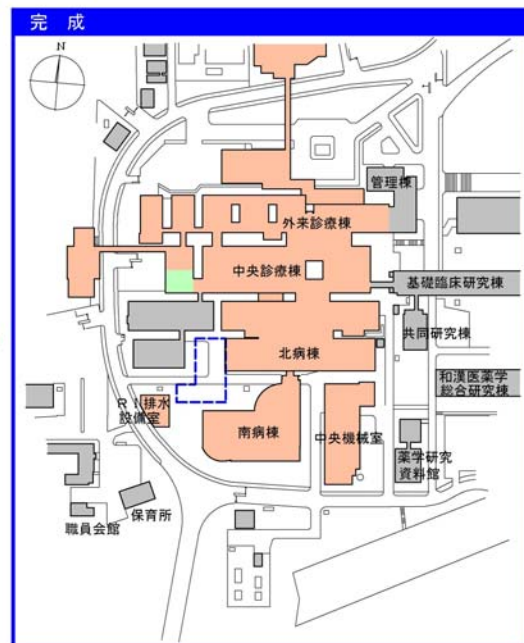 完 成
N
管理棟
外来診療棟
中央診療棟
基礎臨床研究棟
共同研究棟
北病棟
和漢医薬学
総合研究棟
ＲＩ排水
設備室
南病棟
中央機械室
薬学研究
資料館
保育所
職員会館